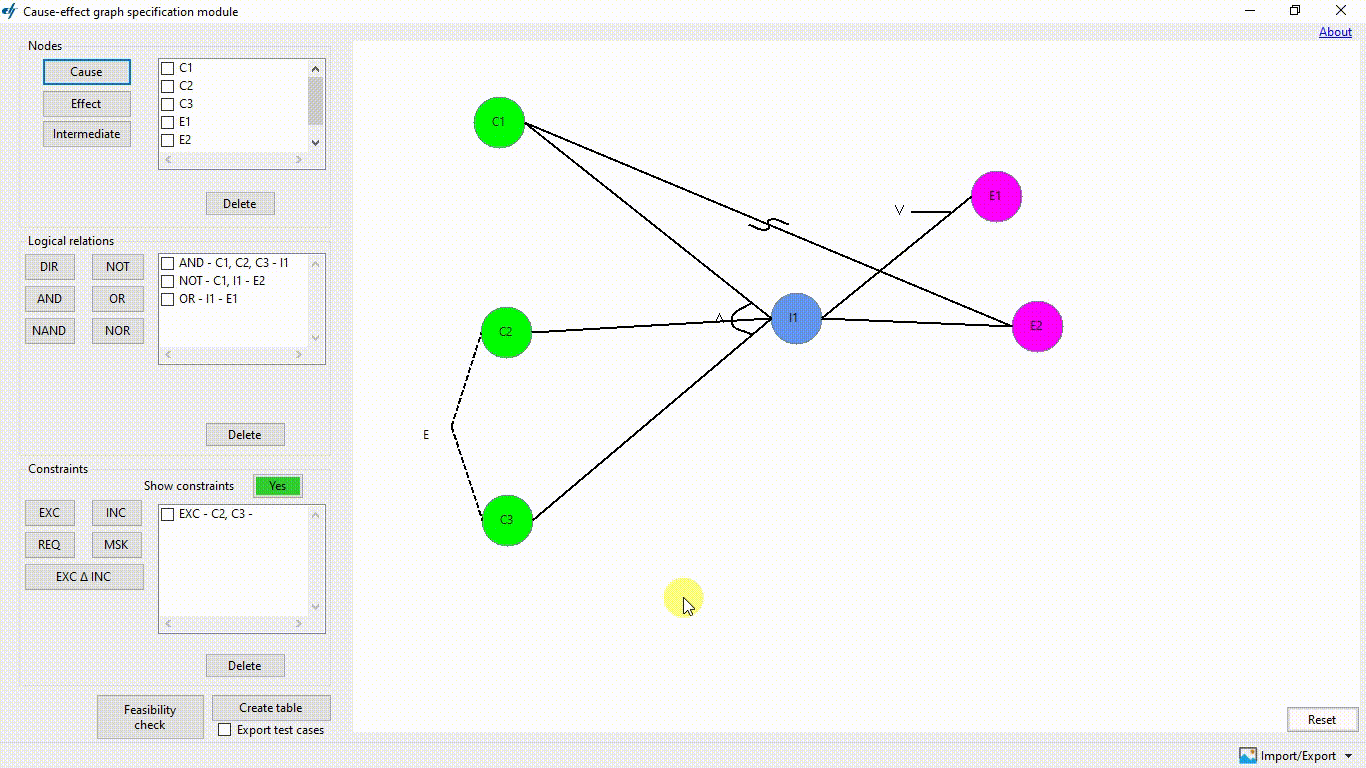 Cause-effect graph specification module
About
Nodes
Cause
Effect
Intermediate
C1
C2
C3
E1
E2
Delete
Logical relations
DIR NOT
AND OR
NAND NOR
AND - C1, C2, C3 - I1
NOT - C1, I1 - E2
OR - I1 - E1
Delete
Constraints
Show constraints Yes
EXC INC
REQ MSK
EXC Δ INC
EXC - C2, C3 -
Delete
Feasibility
check
Create table
Export test cases
C1
E1
V
C2
Λ
I1
E2
E
C3
Reset
Import/Export